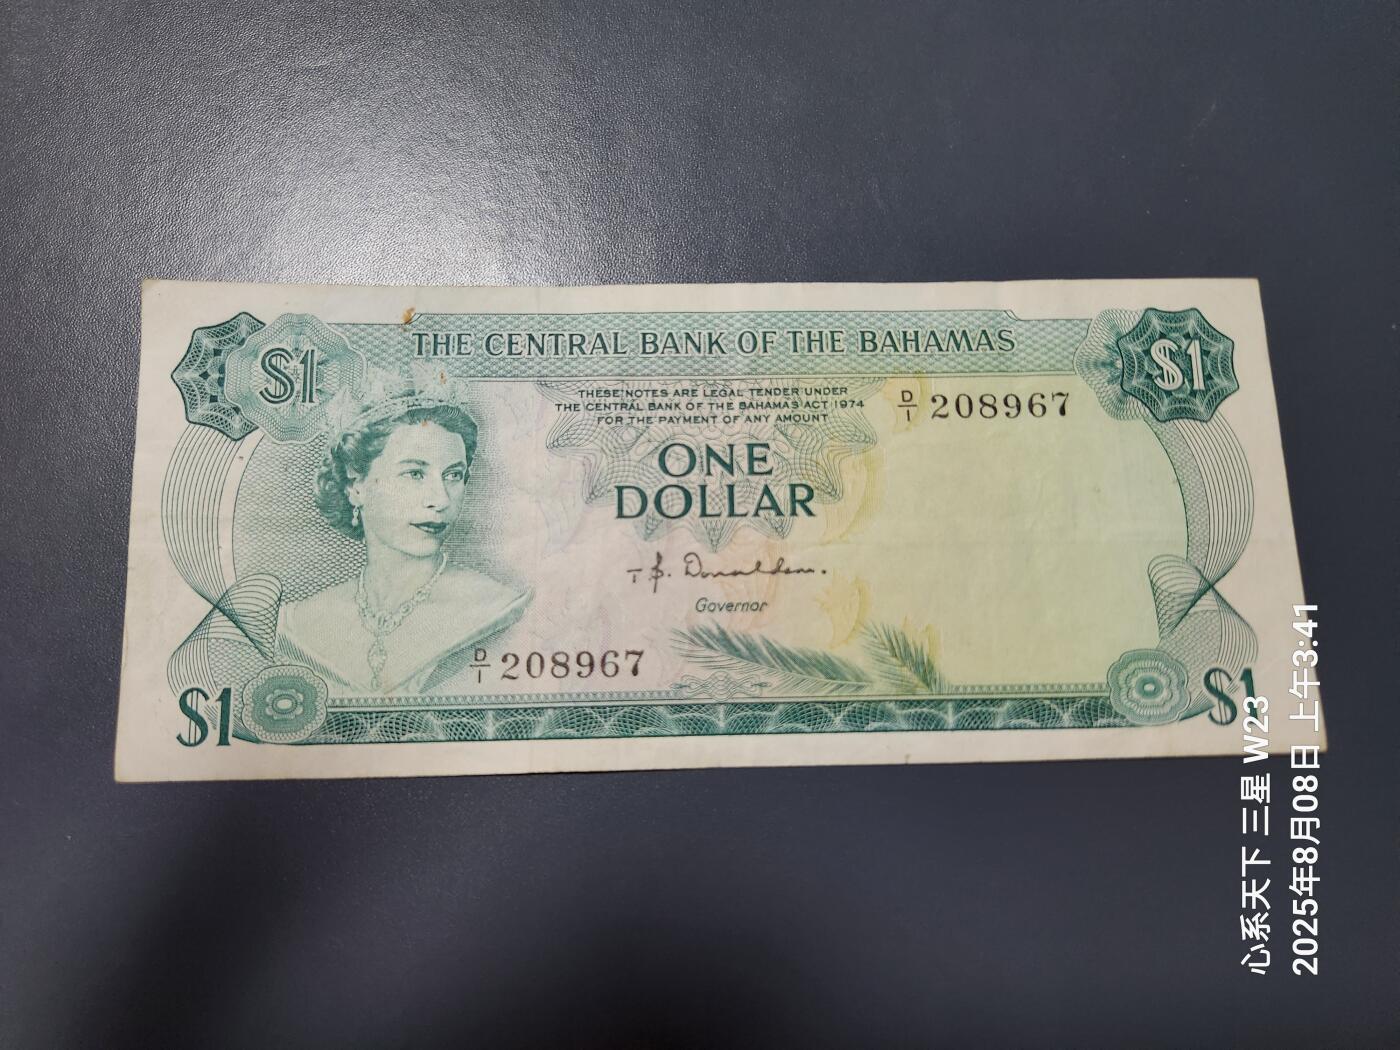 THE CENTRAL BANK OF THE BAHAMAS
$1
$1
THESE NOTES ARE LEGAL TENDER UNDER
THE CENTRAL BANK OF THE BAHAMAS ACT 1974
FOR THE PAYMENT OF ANY AMOUNT
D/1 208967
ONE
DOLLAR
T. B. Donaldson.
Governor
D/1 208967
$1
$1
心系天下 三星 W23
2025年8月08日 上午3:41